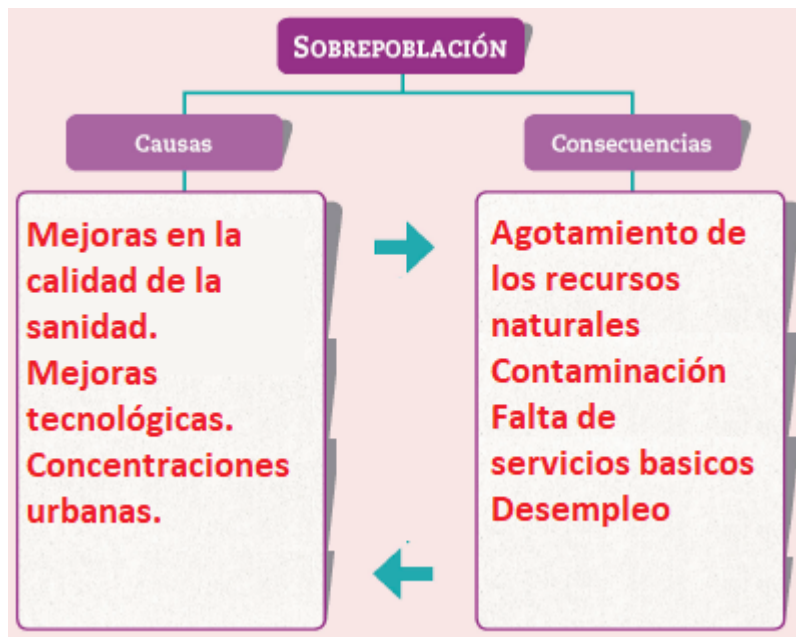 SOBREPOBLACIÓN
Causas
Mejoras en la
calidad de la
sanidad.
Mejoras
tecnológicas.
Concentraciones
urbanas.
Consecuencias
Agotamiento de
los recursos
naturales
Contaminación
Falta de
servicios basicos
Desempleo